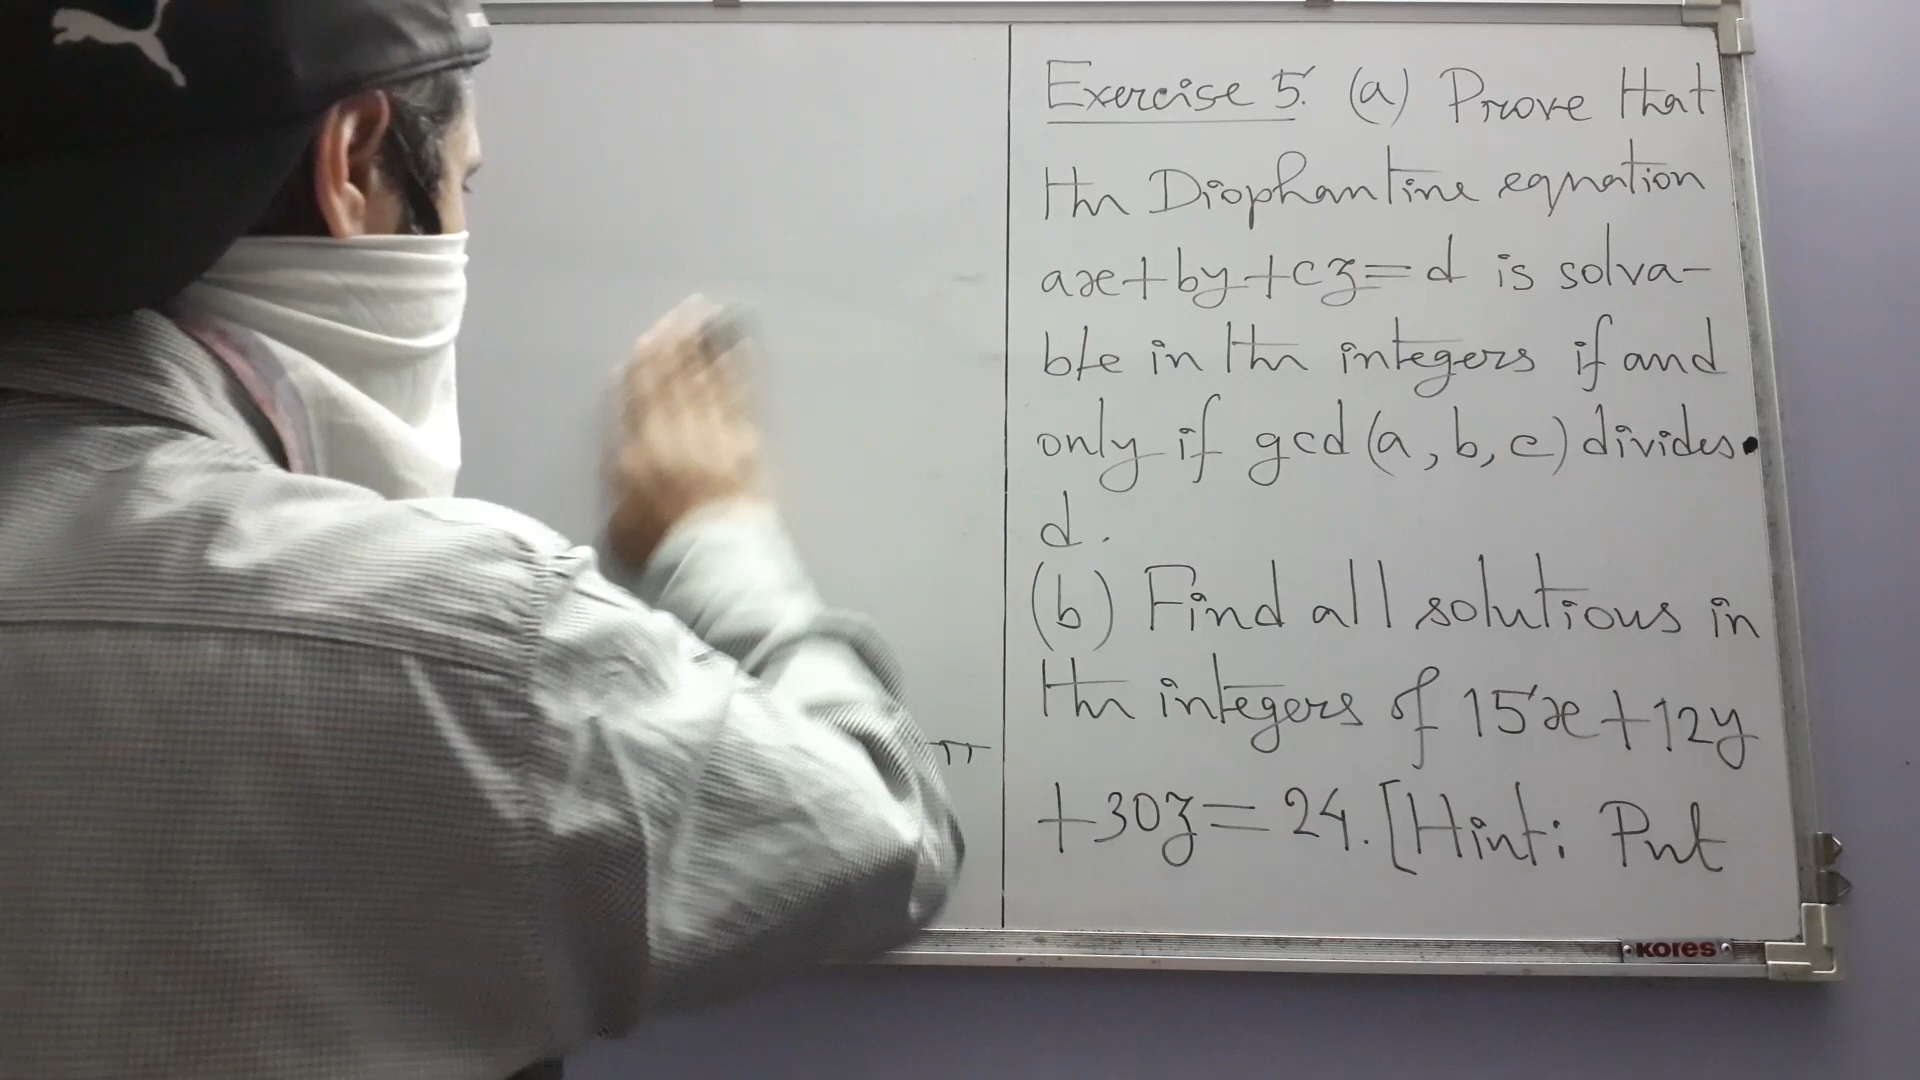 Exercise 5. (a) Prove that
the Diophantine equation
ax+by+cz=d is solva-
ble in the integers if and
only if gcd(a, b, c) divides
d.
(b) Find all solutions in
the integers of 15x+12y
+30z=24. [Hint: Put
KORES